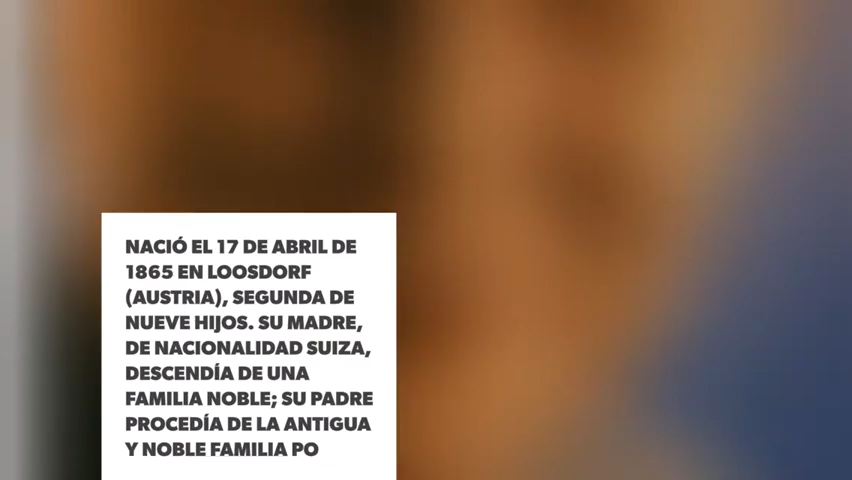 NACIÓ EL 17 DE ABRIL DE
1865 EN LOOSDORF
(AUSTRIA), SEGUNDA DE
NUEVE HIJOS. SU MADRE,
DE NACIONALIDAD SUIZA,
DESCENDÍA DE UNA
FAMILIA NOBLE; SU PADRE
PROCEDÍA DE LA ANTIGUA
Y NOBLE FAMILIA PO